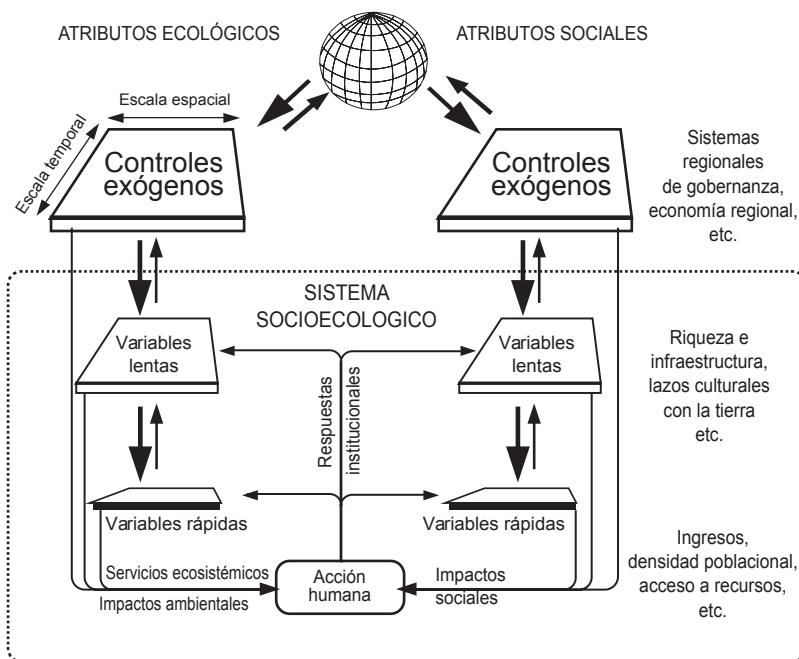 ATRIBUTOS ECOLÓGICOS
ATRIBUTOS SOCIALES
Escala espacial
Escala temporal
Controles
exógenos
Controles
exógenos
Sistemas
regionales
de gobernanza,
economía regional,
etc.
SISTEMA
SOCIOECOLOGICO
Variables
lentas
Variables
lentas
Riqueza e
infraestructura,
lazos culturales
con la tierra
etc.
Respuestas
institucionales
Variables rápidas
Variables rápidas
Servicios ecosistémicos
Impactos ambientales
Acción
humana
Impactos
sociales
Ingresos,
densidad poblacional,
acceso a recursos,
etc.